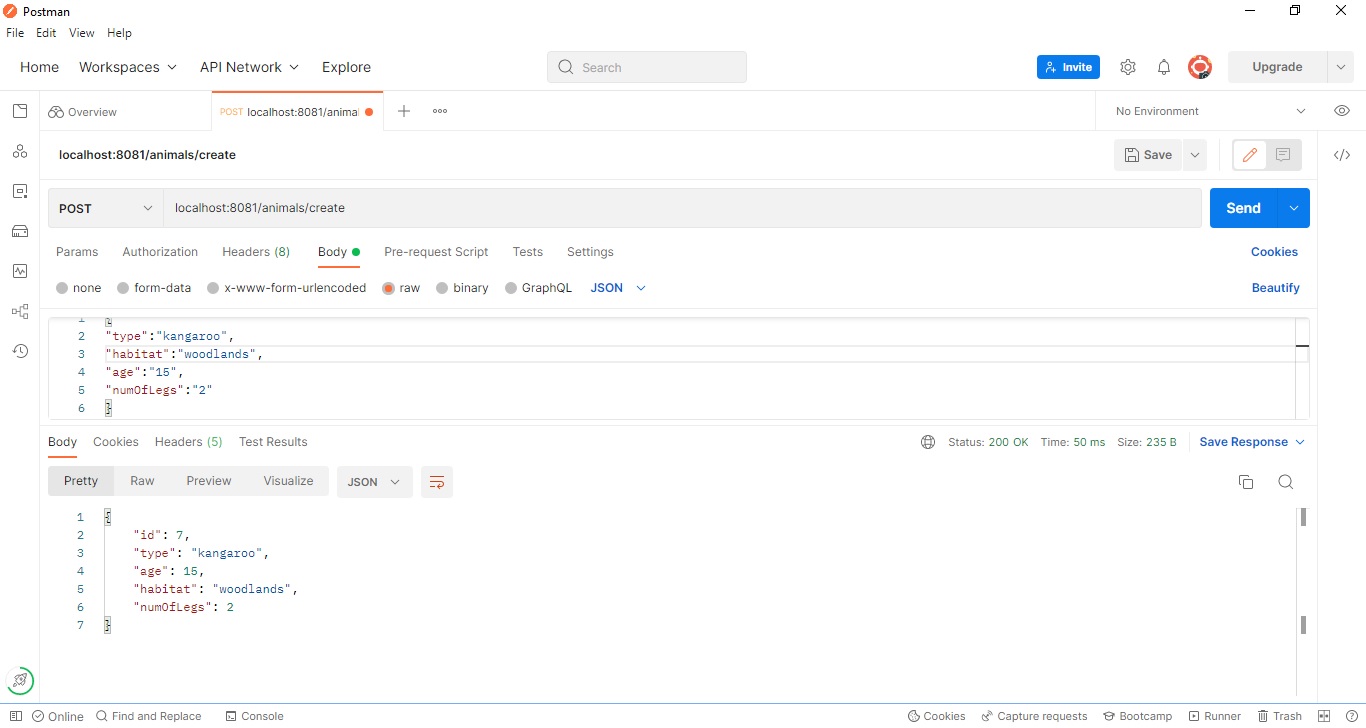 Postman
File Edit View Help
Home Workspaces API Network Explore Search Invite Upgrade
Overview POST localhost:8081/animal No Environment
localhost:8081/animals/create Save
POST localhost:8081/animals/create Send
Params Authorization Headers (8) Body Pre-request Script Tests Settings Cookies
none form-data x-www-form-urlencoded raw binary GraphQL JSON Beautify
1 {
2 "type":"kangaroo",
3 "habitat":"woodlands",
4 "age":"15",
5 "numOfLegs":"2"
6 }
Body Cookies Headers (5) Test Results Status: 200 OK Time: 50 ms Size: 235 B Save Response
Pretty Raw Preview Visualize JSON
1 {
2 "id": 7,
3 "type": "kangaroo",
4 "age": 15,
5 "habitat": "woodlands",
6 "numOfLegs": 2
7 }
Online Find and Replace Console Cookies Capture requests Bootcamp Runner Trash